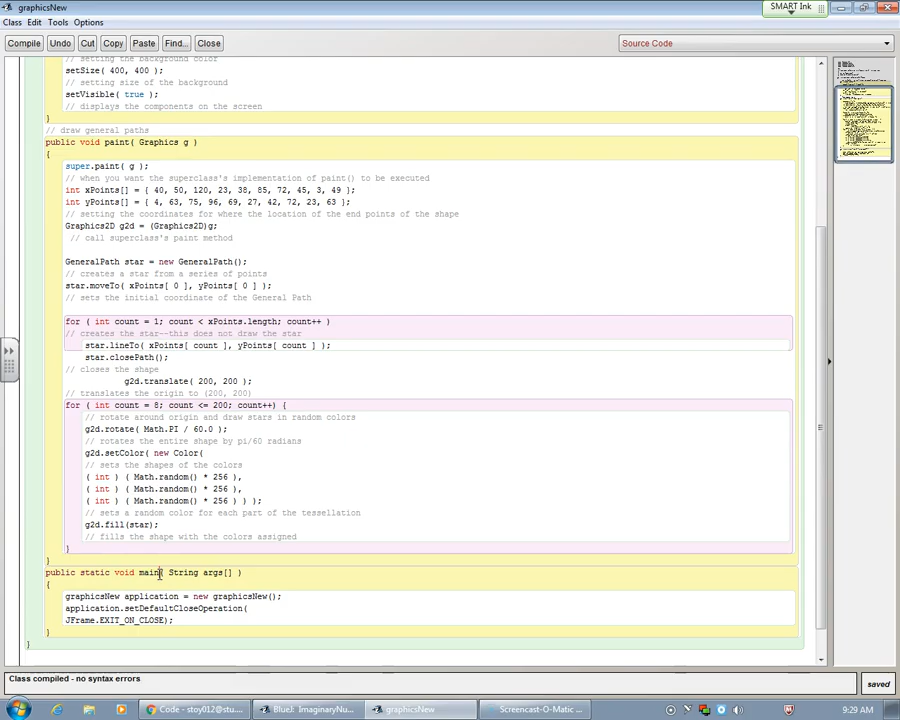 graphicsNew
SMART Ink
Class Edit Tools Options
Compile Undo Cut Copy Paste Find... Close Source Code
// setting the background color
setSize( 400, 400 );
// setting size of the background
setVisible( true );
// displays the components on the screen
}
// draw general paths
public void paint( Graphics g )
{
super.paint( g );
// when you want the superclass's implementation of paint() to be executed
int xPoints[] = { 40, 50, 120, 23, 38, 85, 72, 45, 3, 49 };
int yPoints[] = { 4, 63, 75, 96, 69, 27, 42, 72, 23, 63 };
// setting the coordinates for where the location of the end points of the shape
Graphics2D g2d = (Graphics2D)g;
// call superclass's paint method
GeneralPath star = new GeneralPath();
// creates a star from a series of points
star.moveTo( xPoints[ 0 ], yPoints[ 0 ] );
// sets the initial coordinate of the General Path
for ( int count = 1; count < xPoints.length; count++ )
// creates the star--this does not draw the star
star.lineTo( xPoints[ count ], yPoints[ count ] );
star.closePath();
// closes the shape
g2d.translate( 200, 200 );
// translates the origin to (200, 200)
for ( int count = 8; count <= 200; count++) {
// rotate around origin and draw stars in random colors
g2d.rotate( Math.PI / 60.0 );
// rotates the entire shape by pi/60 radians
g2d.setColor( new Color(
// sets the shapes of the colors
( int ) ( Math.random() * 256 ),
( int ) ( Math.random() * 256 ),
( int ) ( Math.random() * 256 ) ) );
// sets a random color for each part of the tessellation
g2d.fill(star);
// fills the shape with the colors assigned
}
}
public static void main( String args[] )
{
graphicsNew application = new graphicsNew();
application.setDefaultCloseOperation(
JFrame.EXIT_ON_CLOSE);
}
}
Class compiled - no syntax errors
saved
Code - stoy012@stu... BlueJ: ImaginaryNu... graphicsNew Screencast-O-Matic ... 9:29 AM